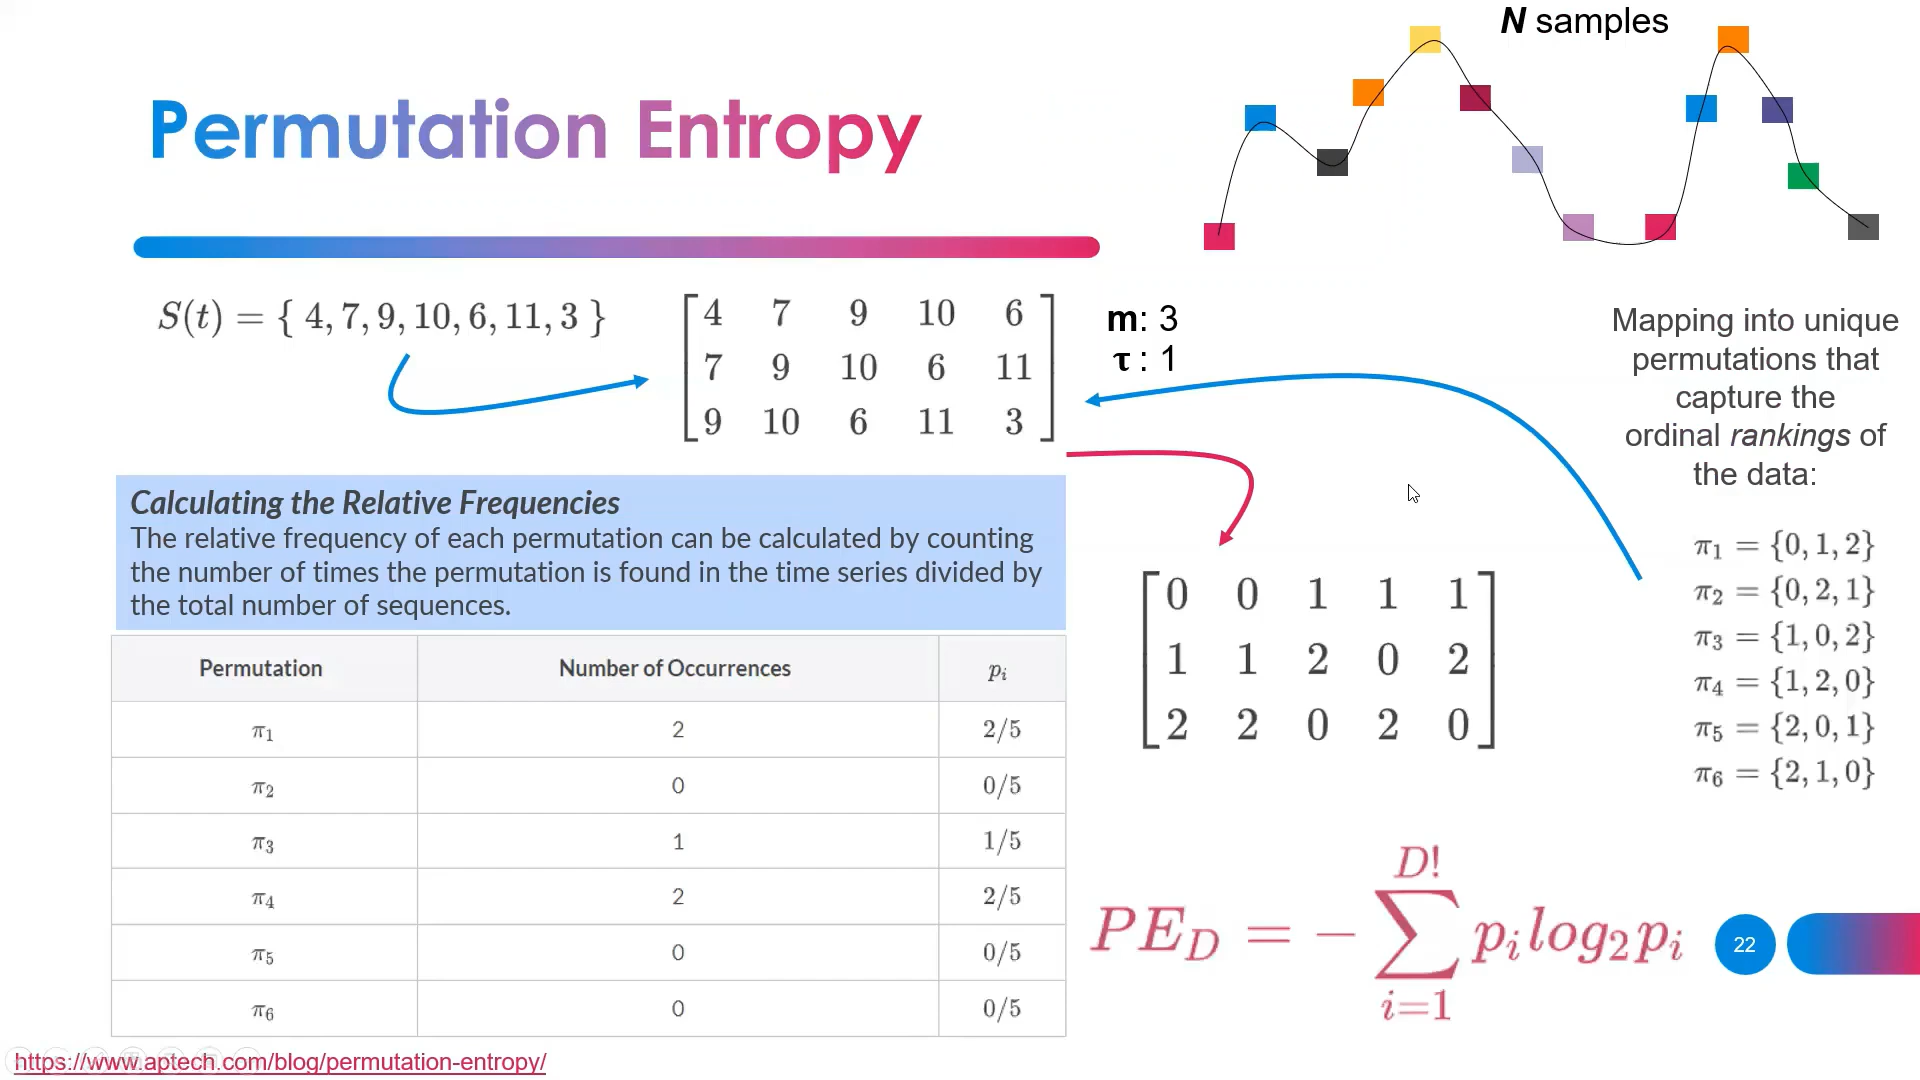 N samples
Permutation Entropy
S(t) = { 4, 7, 9, 10, 6, 11, 3 }
4 7 9 10 6
7 9 10 6 11
9 10 6 11 3
m: 3
τ : 1
Mapping into unique
permutations that
capture the
ordinal rankings of
the data:
π1 = {0, 1, 2}
π2 = {0, 2, 1}
π3 = {1, 0, 2}
π4 = {1, 2, 0}
π5 = {2, 0, 1}
π6 = {2, 1, 0}
Calculating the Relative Frequencies
The relative frequency of each permutation can be calculated by counting
the number of times the permutation is found in the time series divided by
the total number of sequences.
0 0 1 1 1
1 1 2 0 2
2 2 0 2 0
Permutation Number of Occurrences pi
π1 2 2/5
π2 0 0/5
π3 1 1/5
π4 2 2/5
π5 0 0/5
π6 0 0/5
PED = − ∑ i=1 D! pi log2 pi
22
https://www.aptech.com/blog/permutation-entropy/